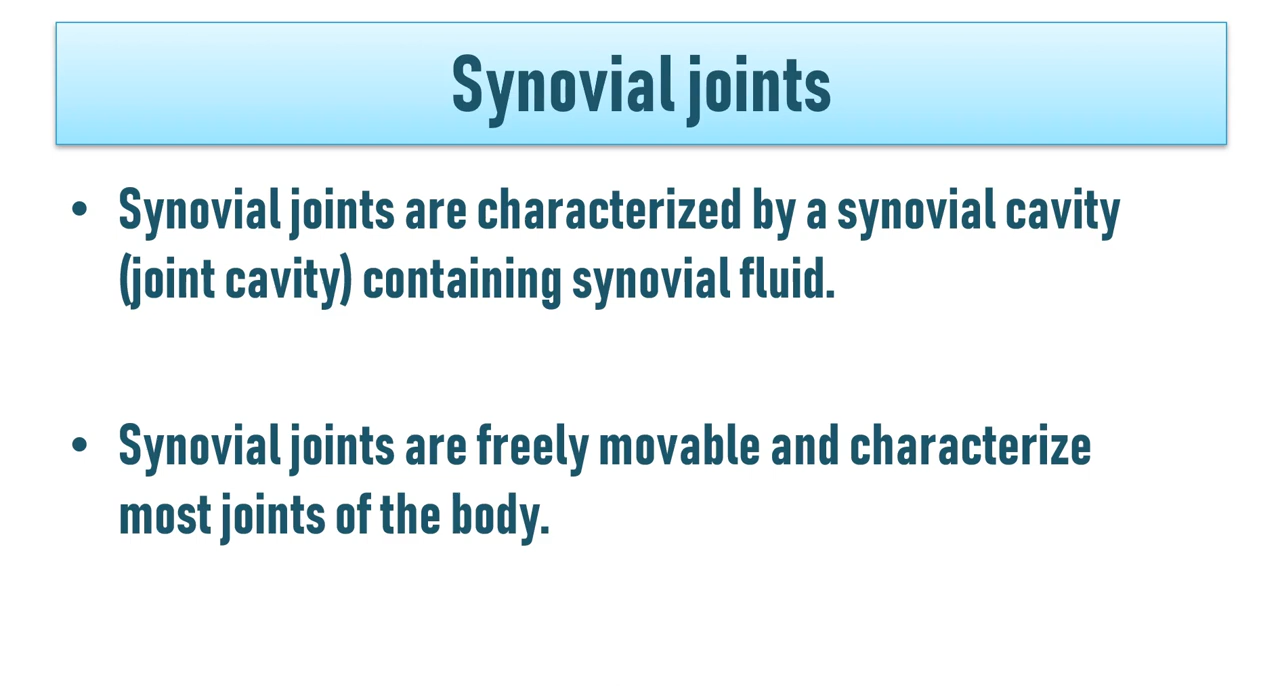 Synovial joints
• Synovial joints are characterized by a synovial cavity
(joint cavity) containing synovial fluid.
• Synovial joints are freely movable and characterize
most joints of the body.